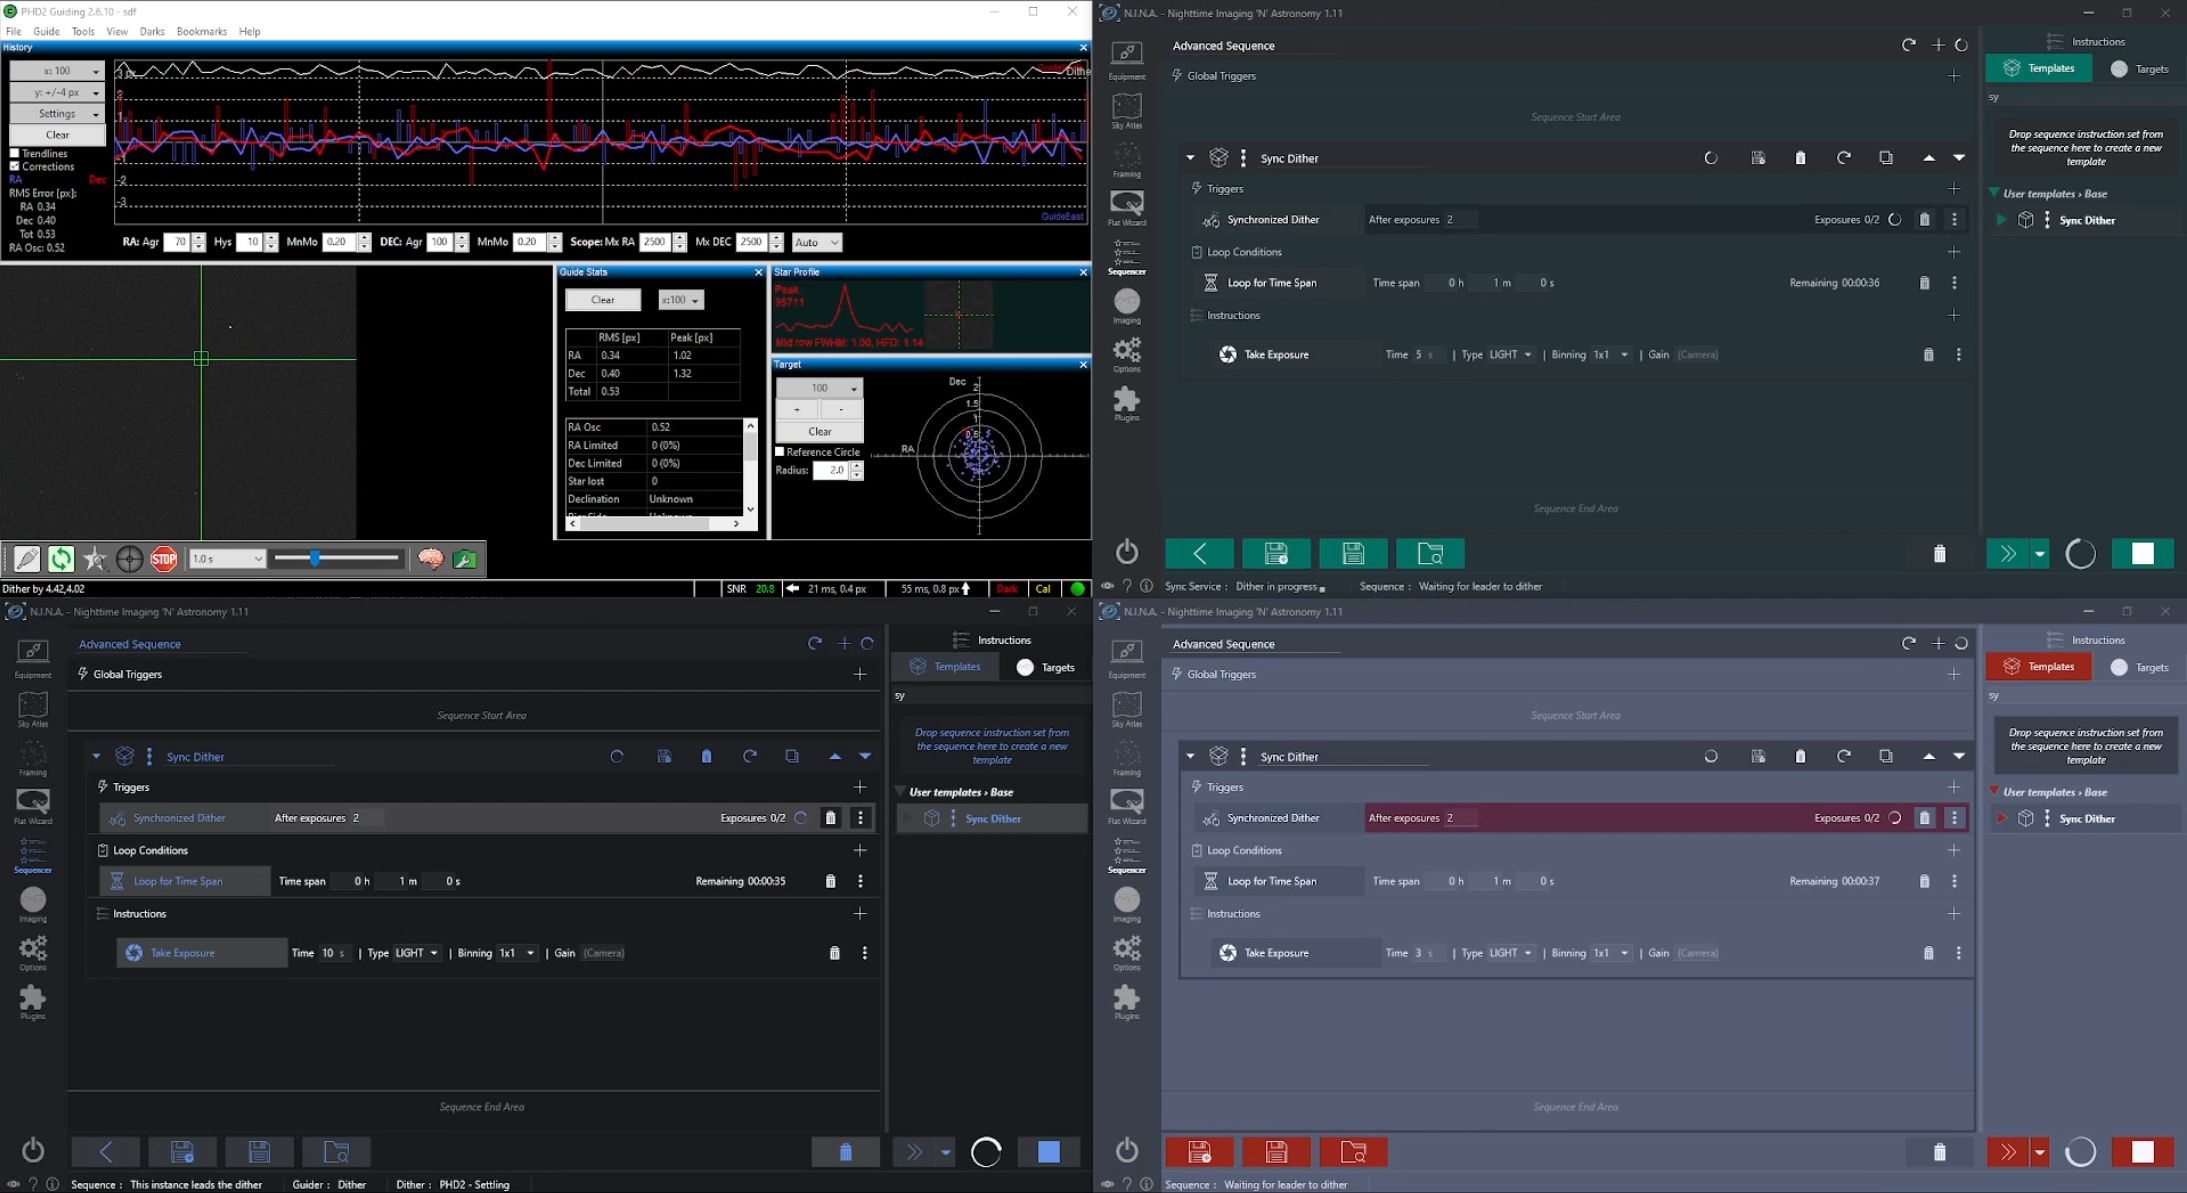 PHD2 Guiding 2.6.10 - sdf
File Guide Tools View Darks Bookmarks Help
History
x: 100
y: +/-4 px
Settings
Clear
Trendlines
Corrections
RA Dec
RMS Error [px]:
RA 0.34
Dec 0.40
Tot 0.53
RA Osc: 0.52
Dithe
2
1
-1
-2
-3
GuideEast
RA: Agr 70 Hys 10 MnMo 0.20 DEC: Agr 100 MnMo 0.20 Scope: Mx RA 2500 Mx DEC 2500 Auto
Guide Stats
Clear x:100
RMS [px] Peak [px]
RA 0.34 1.02
Dec 0.40 1.32
Total 0.53
RA Osc 0.52
RA Limited 0 (0%)
Dec Limited 0 (0%)
Star lost 0
Declination Unknown
Star Profile
Peak
35711
Mid row FWHM: 1.00, HFD: 1.14
Target
100
+ -
Clear
Reference Circle
Radius: 2.0
Dec
2
1.5
1
0.5
RA
STOP
1.0 s
Dither by 4.42,4.02
SNR 20.8 21 ms, 0.4 px 55 ms, 0.8 px Dark Cal
N.I.N.A. - Nighttime Imaging 'N' Astronomy 1.11
Equipment
Sky Atlas
Framing
Flat Wizard
Sequencer
Imaging
Options
Plugins
Advanced Sequence
Global Triggers
Sequence Start Area
Sync Dither
Triggers
Synchronized Dither After exposures 2 Exposures 0/2
Loop Conditions
Loop for Time Span Time span 0 h 1 m 0 s Remaining 00:00:36
Instructions
Take Exposure Time 5 s | Type LIGHT | Binning 1x1 | Gain (Camera)
Sequence End Area
Instructions
Templates Targets
sy
Drop sequence instruction set from
the sequence here to create a new
template
User templates › Base
Sync Dither
Sync Service : Dither in progress Sequence : Waiting for leader to dither
N.I.N.A. - Nighttime Imaging 'N' Astronomy 1.11
Equipment
Sky Atlas
Framing
Flat Wizard
Sequencer
Imaging
Options
Plugins
Advanced Sequence
Global Triggers
Sequence Start Area
Sync Dither
Triggers
Synchronized Dither After exposures 2 Exposures 0/2
Loop Conditions
Loop for Time Span Time span 0 h 1 m 0 s Remaining 00:00:35
Instructions
Take Exposure Time 10 s | Type LIGHT | Binning 1x1 | Gain (Camera)
Sequence End Area
Instructions
Templates Targets
sy
Drop sequence instruction set from
the sequence here to create a new
template
User templates › Base
Sync Dither
Sequence : This instance leads the dither Guider : Dither Dither : PHD2 - Settling
N.I.N.A. - Nighttime Imaging 'N' Astronomy 1.11
Equipment
Sky Atlas
Framing
Flat Wizard
Sequencer
Imaging
Options
Plugins
Advanced Sequence
Global Triggers
Sequence Start Area
Sync Dither
Triggers
Synchronized Dither After exposures 2 Exposures 0/2
Loop Conditions
Loop for Time Span Time span 0 h 1 m 0 s Remaining 00:00:37
Instructions
Take Exposure Time 3 s | Type LIGHT | Binning 1x1 | Gain (Camera)
Sequence End Area
Instructions
Templates Targets
sy
Drop sequence instruction set from
the sequence here to create a new
template
User templates › Base
Sync Dither
Sequence : Waiting for leader to dither